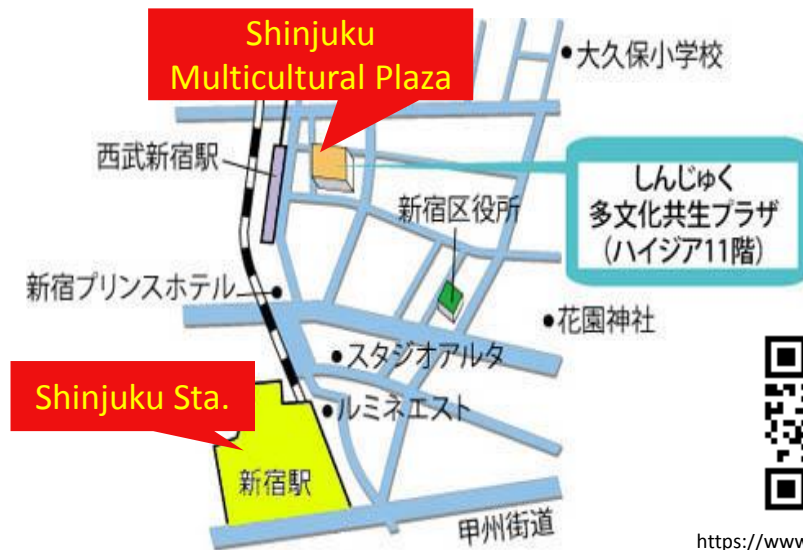 Shinjuku
Multicultural Plaza
大久保小学校
西武新宿駅
しんじゅく
多文化共生プラザ
(ハイジア11階)
新宿区役所
新宿プリンスホテル
花園神社
スタジオアルタ
Shinjuku Sta.
ルミネエスト
新宿駅
甲州街道
https://www